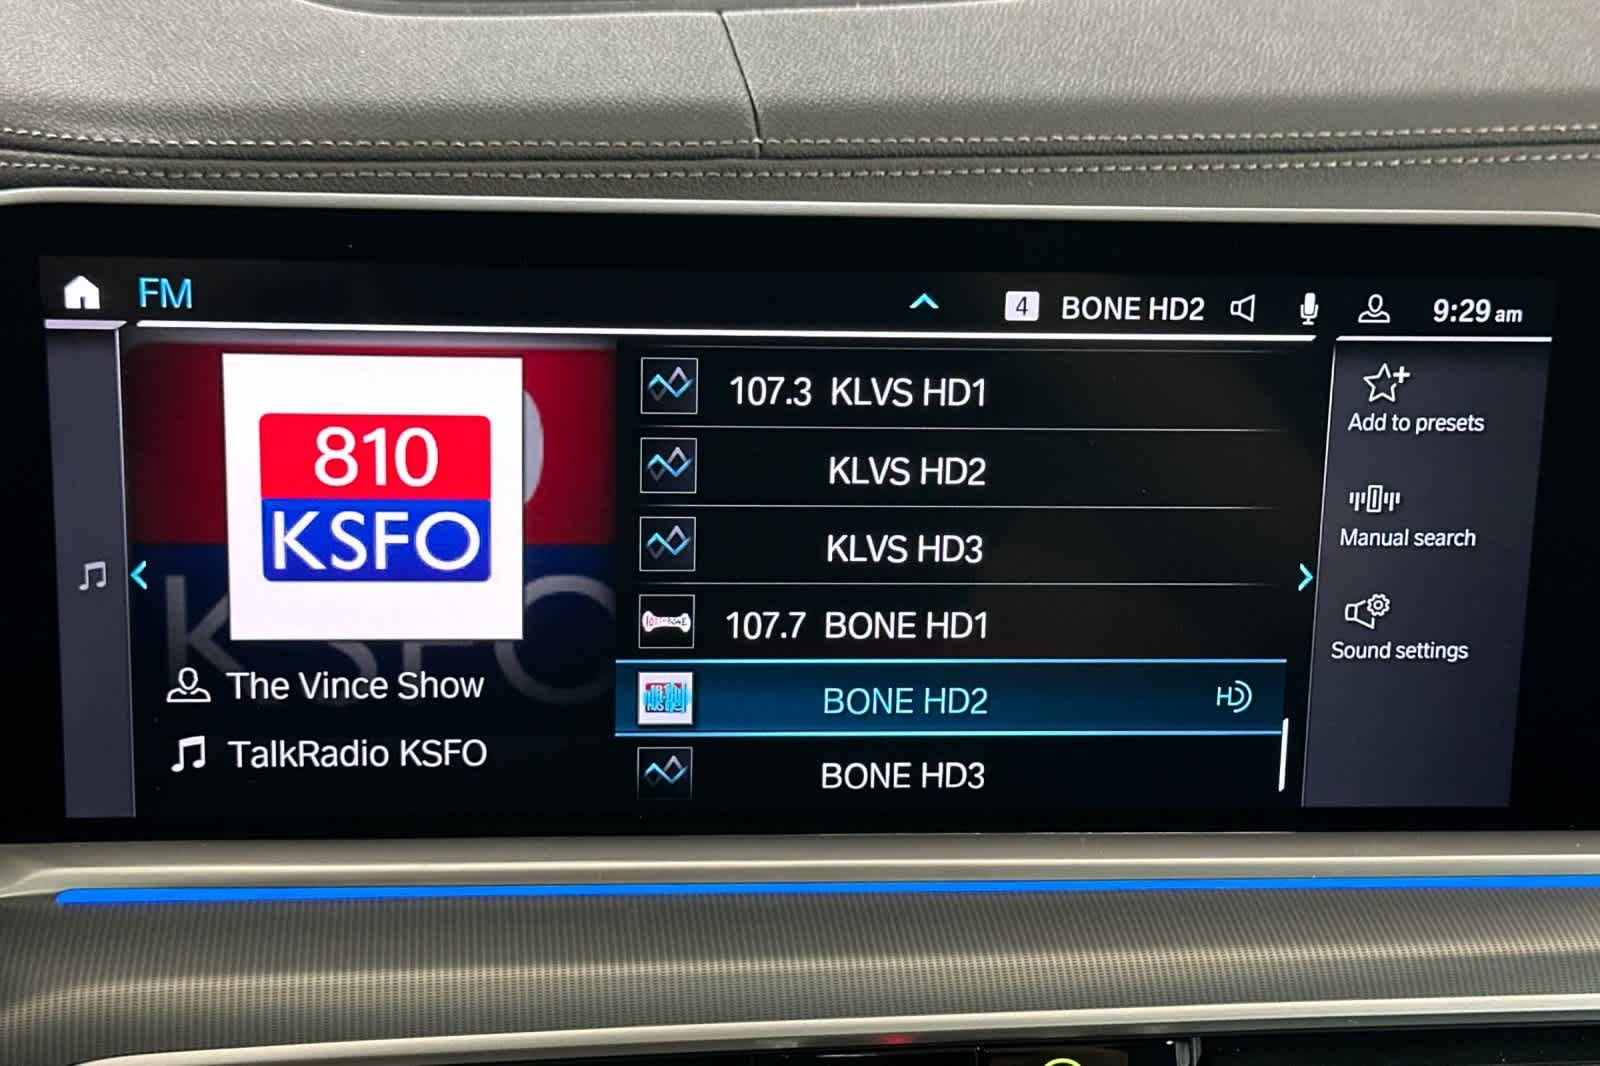 FM
4 BONE HD2
9:29 am
810
KSFO
The Vince Show
TalkRadio KSFO
107.3 KLVS HD1
KLVS HD2
KLVS HD3
107.7 BONE HD1
BONE HD2 HD
BONE HD3
Add to presets
Manual search
Sound settings